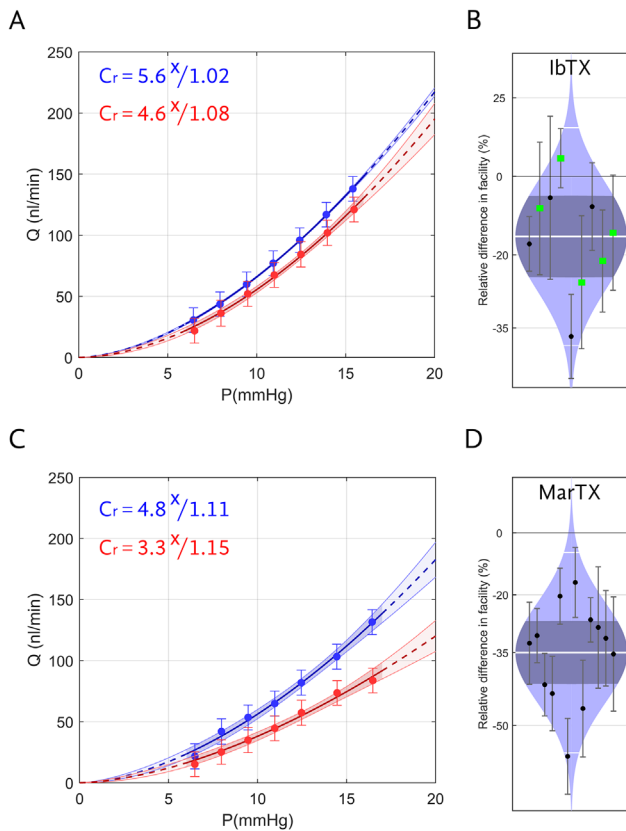 A
Cr = 5.6 x/1.02
Cr = 4.6 x/1.08
250
200
150
100
50
0
0 5 10 15 20
Q (nl/min)
P(mmHg)
B
IbTX
25
0
-20
-35
Relative difference in facility (%)
C
Cr = 4.8 x/1.11
Cr = 3.3 x/1.15
250
200
150
100
50
0
0 5 10 15 20
Q (nl/min)
P(mmHg)
D
MarTX
0
-20
-35
-50
Relative difference in facility (%)